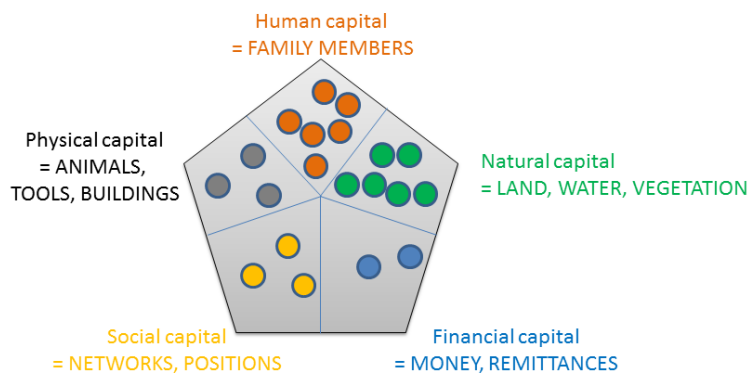 Human capital
= FAMILY MEMBERS
Physical capital
= ANIMALS,
TOOLS, BUILDINGS
Natural capital
= LAND, WATER, VEGETATION
Social capital
= NETWORKS, POSITIONS
Financial capital
= MONEY, REMITTANCES